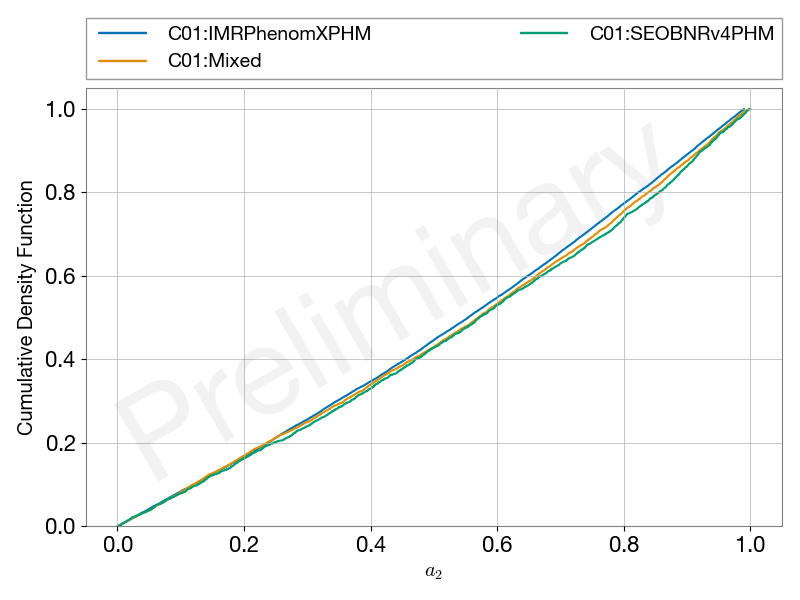 C01:IMRPhenomXPHM
C01:Mixed
C01:SEOBNRv4PHM
Cumulative Density Function
1.0
0.8
0.6
0.4
0.2
0.0
Preliminary
0.0 0.2 0.4 0.6 0.8 1.0
a₂